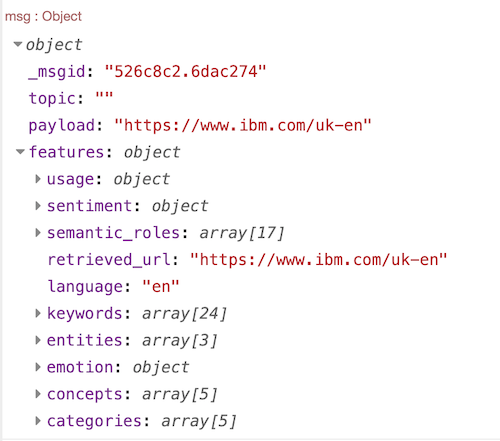 msg : Object
object
_msgid: "526c8c2.6dac274"
topic: ""
payload: "https://www.ibm.com/uk-en"
features: object
usage: object
sentiment: object
semantic_roles: array[17]
retrieved_url: "https://www.ibm.com/uk-en"
language: "en"
keywords: array[24]
entities: array[3]
emotion: object
concepts: array[5]
categories: array[5]